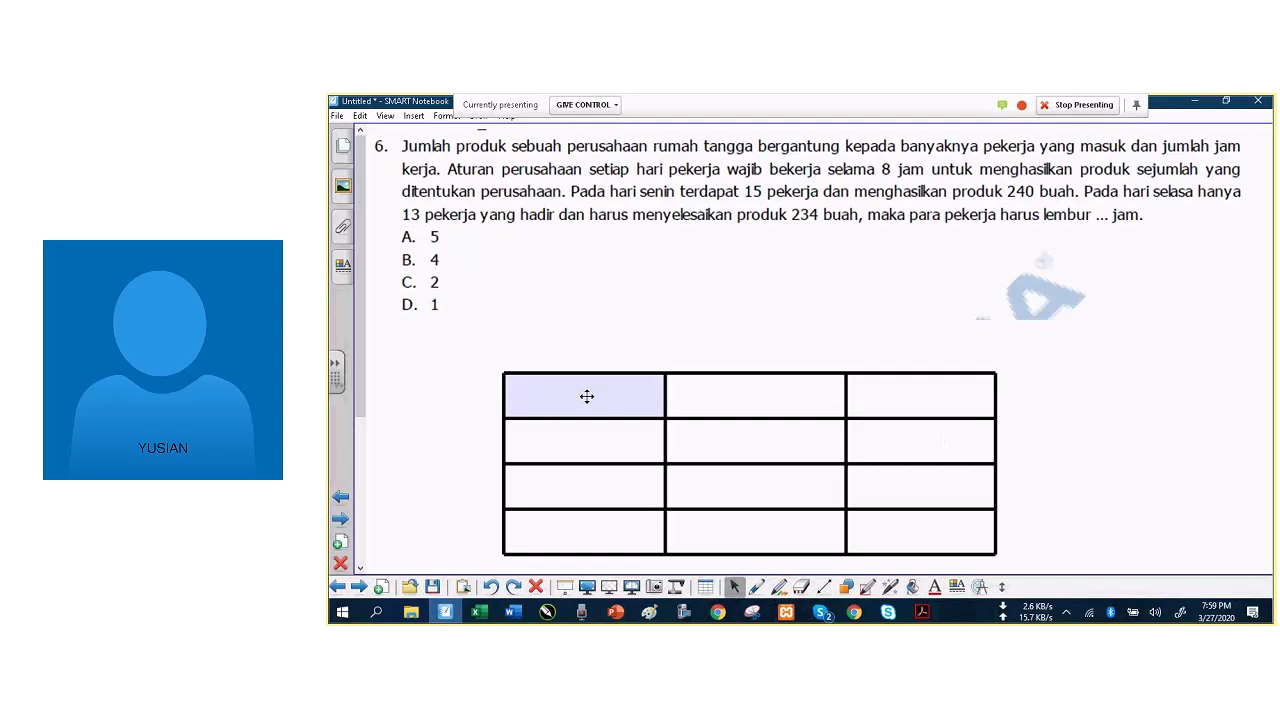 Untitled * - SMART Notebook
Currently presenting
GIVE CONTROL
Stop Presenting
File Edit View Insert
6. Jumlah produk sebuah perusahaan rumah tangga bergantung kepada banyaknya pekerja yang masuk dan jumlah jam
kerja. Aturan perusahaan setiap hari pekerja wajib bekerja selama 8 jam untuk menghasilkan produk sejumlah yang
ditentukan perusahaan. Pada hari senin terdapat 15 pekerja dan menghasilkan produk 240 buah. Pada hari selasa hanya
13 pekerja yang hadir dan harus menyelesaikan produk 234 buah, maka para pekerja harus lembur ... jam.
A. 5
B. 4
C. 2
D. 1
YUSIAN
2.6 KB/s
15.7 KB/s
7:59 PM
3/27/2020